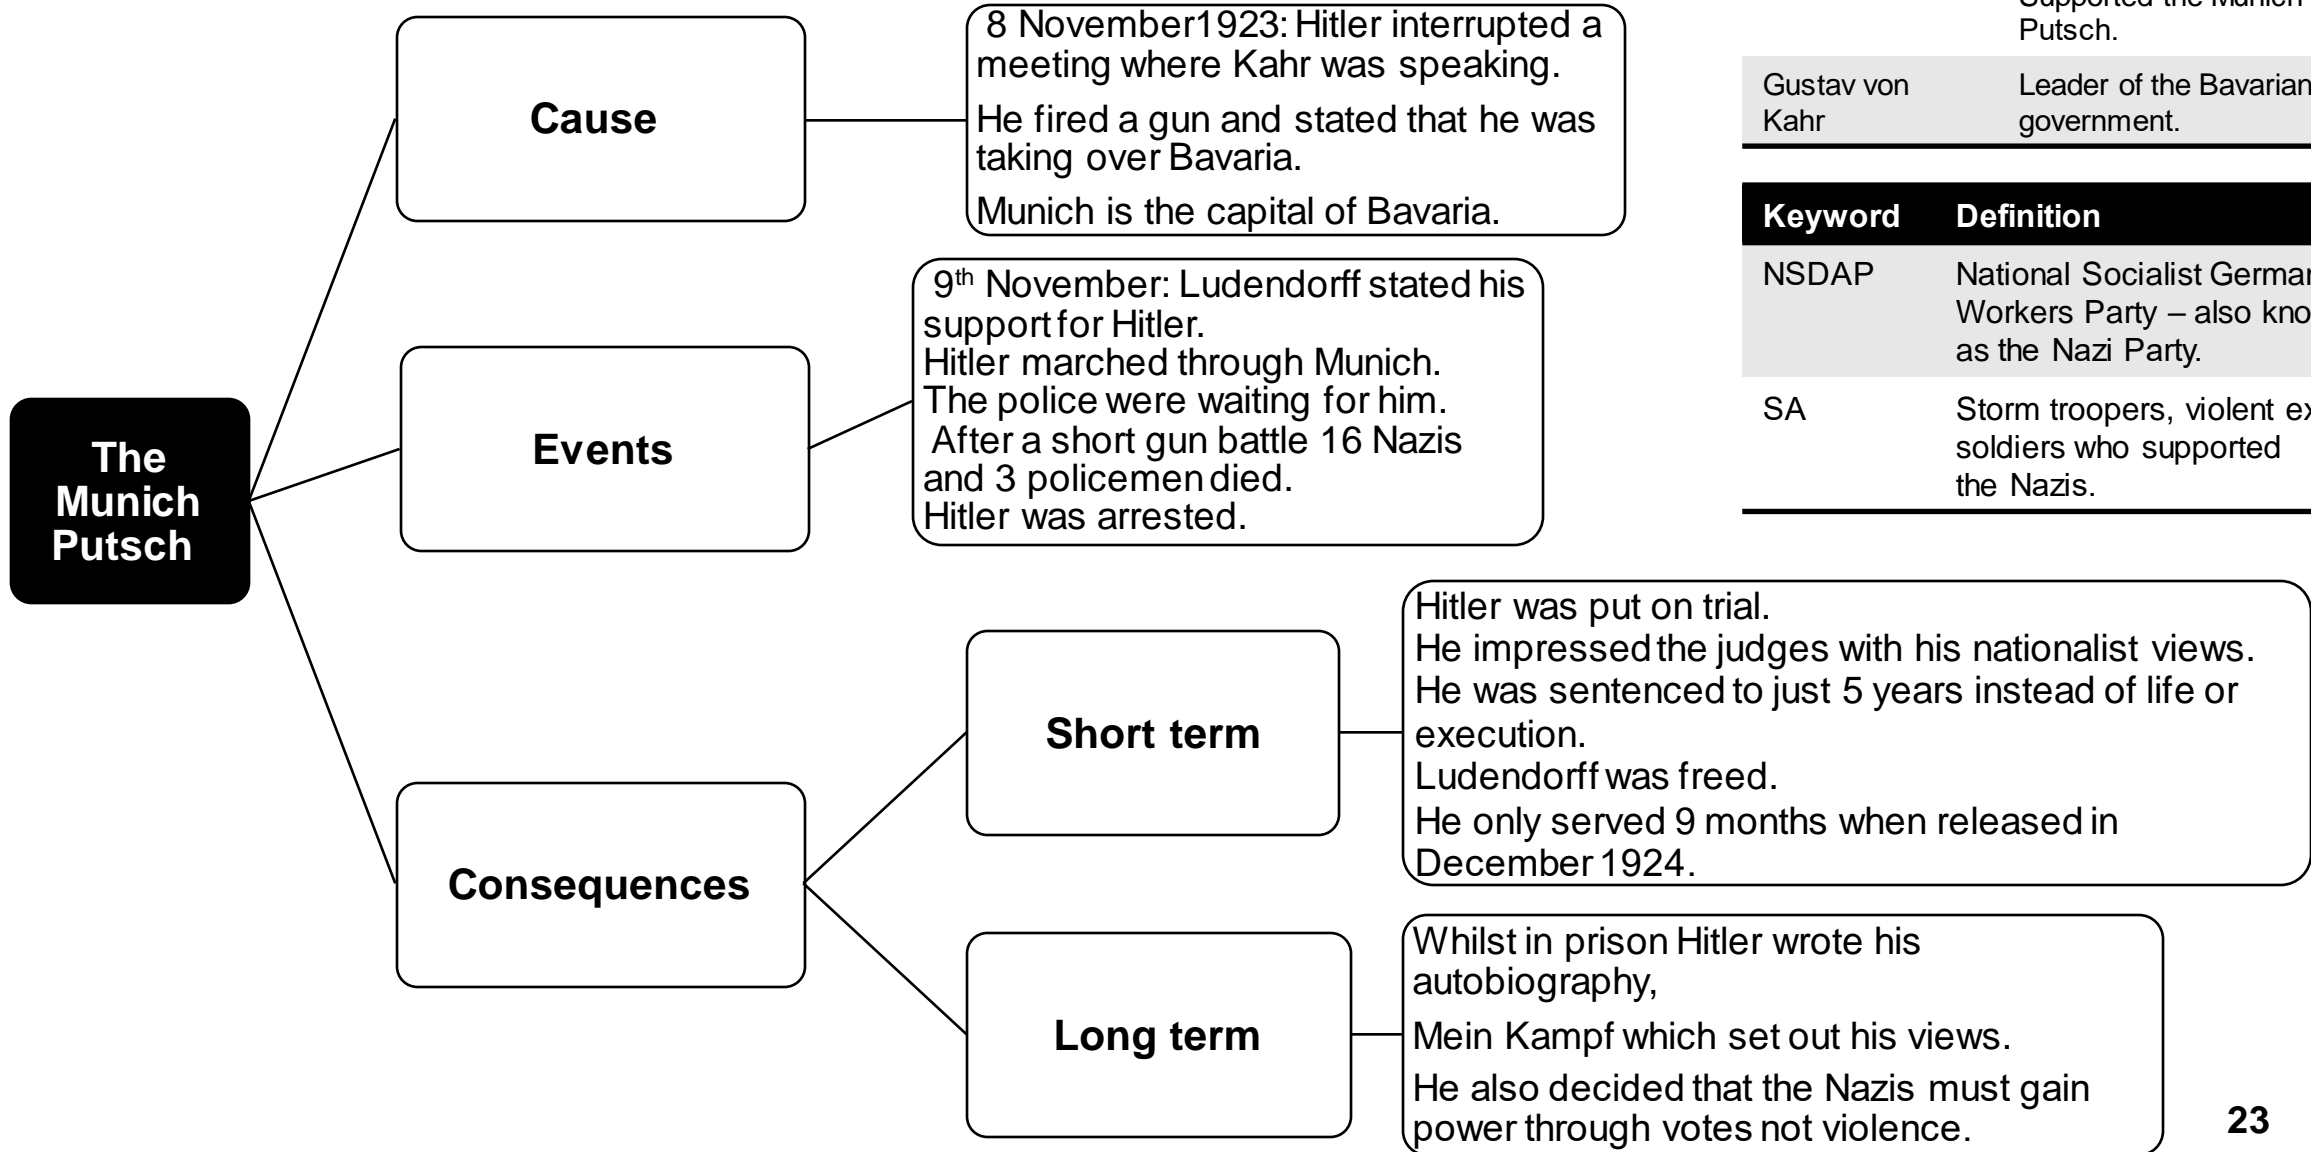 The
Munich
Putsch
Cause
8 November1923: Hitler interrupted a
meeting where Kahr was speaking.
He fired a gun and stated that he was
taking over Bavaria.
Munich is the capital of Bavaria.
Events
9th November: Ludendorff stated his
support for Hitler.
Hitler marched through Munich.
The police were waiting for him.
After a short gun battle 16 Nazis
and 3 policemen died.
Hitler was arrested.
Consequences
Short term
Hitler was put on trial.
He impressed the judges with his nationalist views.
He was sentenced to just 5 years instead of life or
execution.
Ludendorff was freed.
He only served 9 months when released in
December 1924.
Long term
Whilst in prison Hitler wrote his
autobiography,
Mein Kampf which set out his views.
He also decided that the Nazis must gain
power through votes not violence.
Supported the Munich
Putsch.
Gustav von Leader of the Bavarian
Kahr government.
Keyword Definition
NSDAP National Socialist German
Workers Party – also
as the Nazi Party.
SA Storm troopers, violent
soldiers who supported
the Nazis.
23